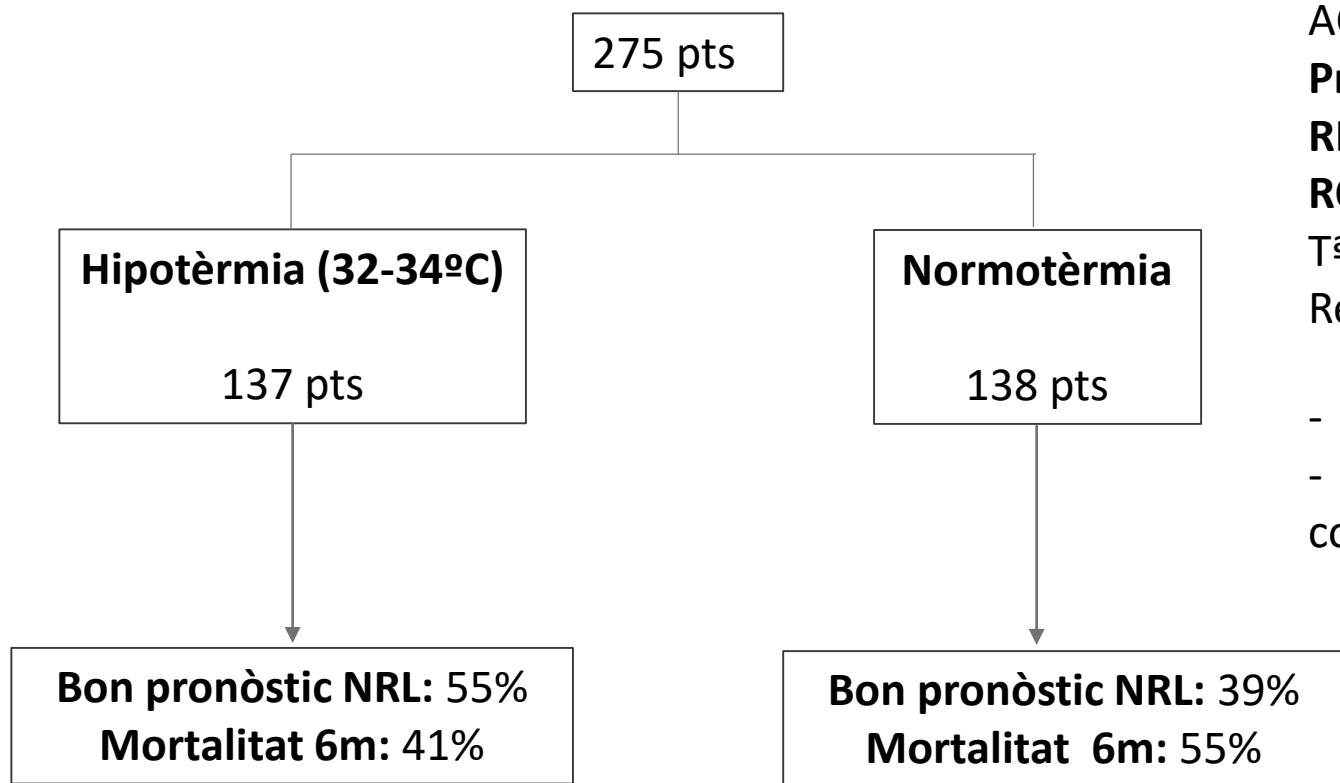 275 pts
Hipotèrmia (32-34ºC)
137 pts
Normotèrmia
138 pts
Bon pronòstic NRL: 55%
Mortalitat 6m: 41%
Bon pronòstic NRL: 39%
Mortalitat 6m: 55%
Tª
-
-